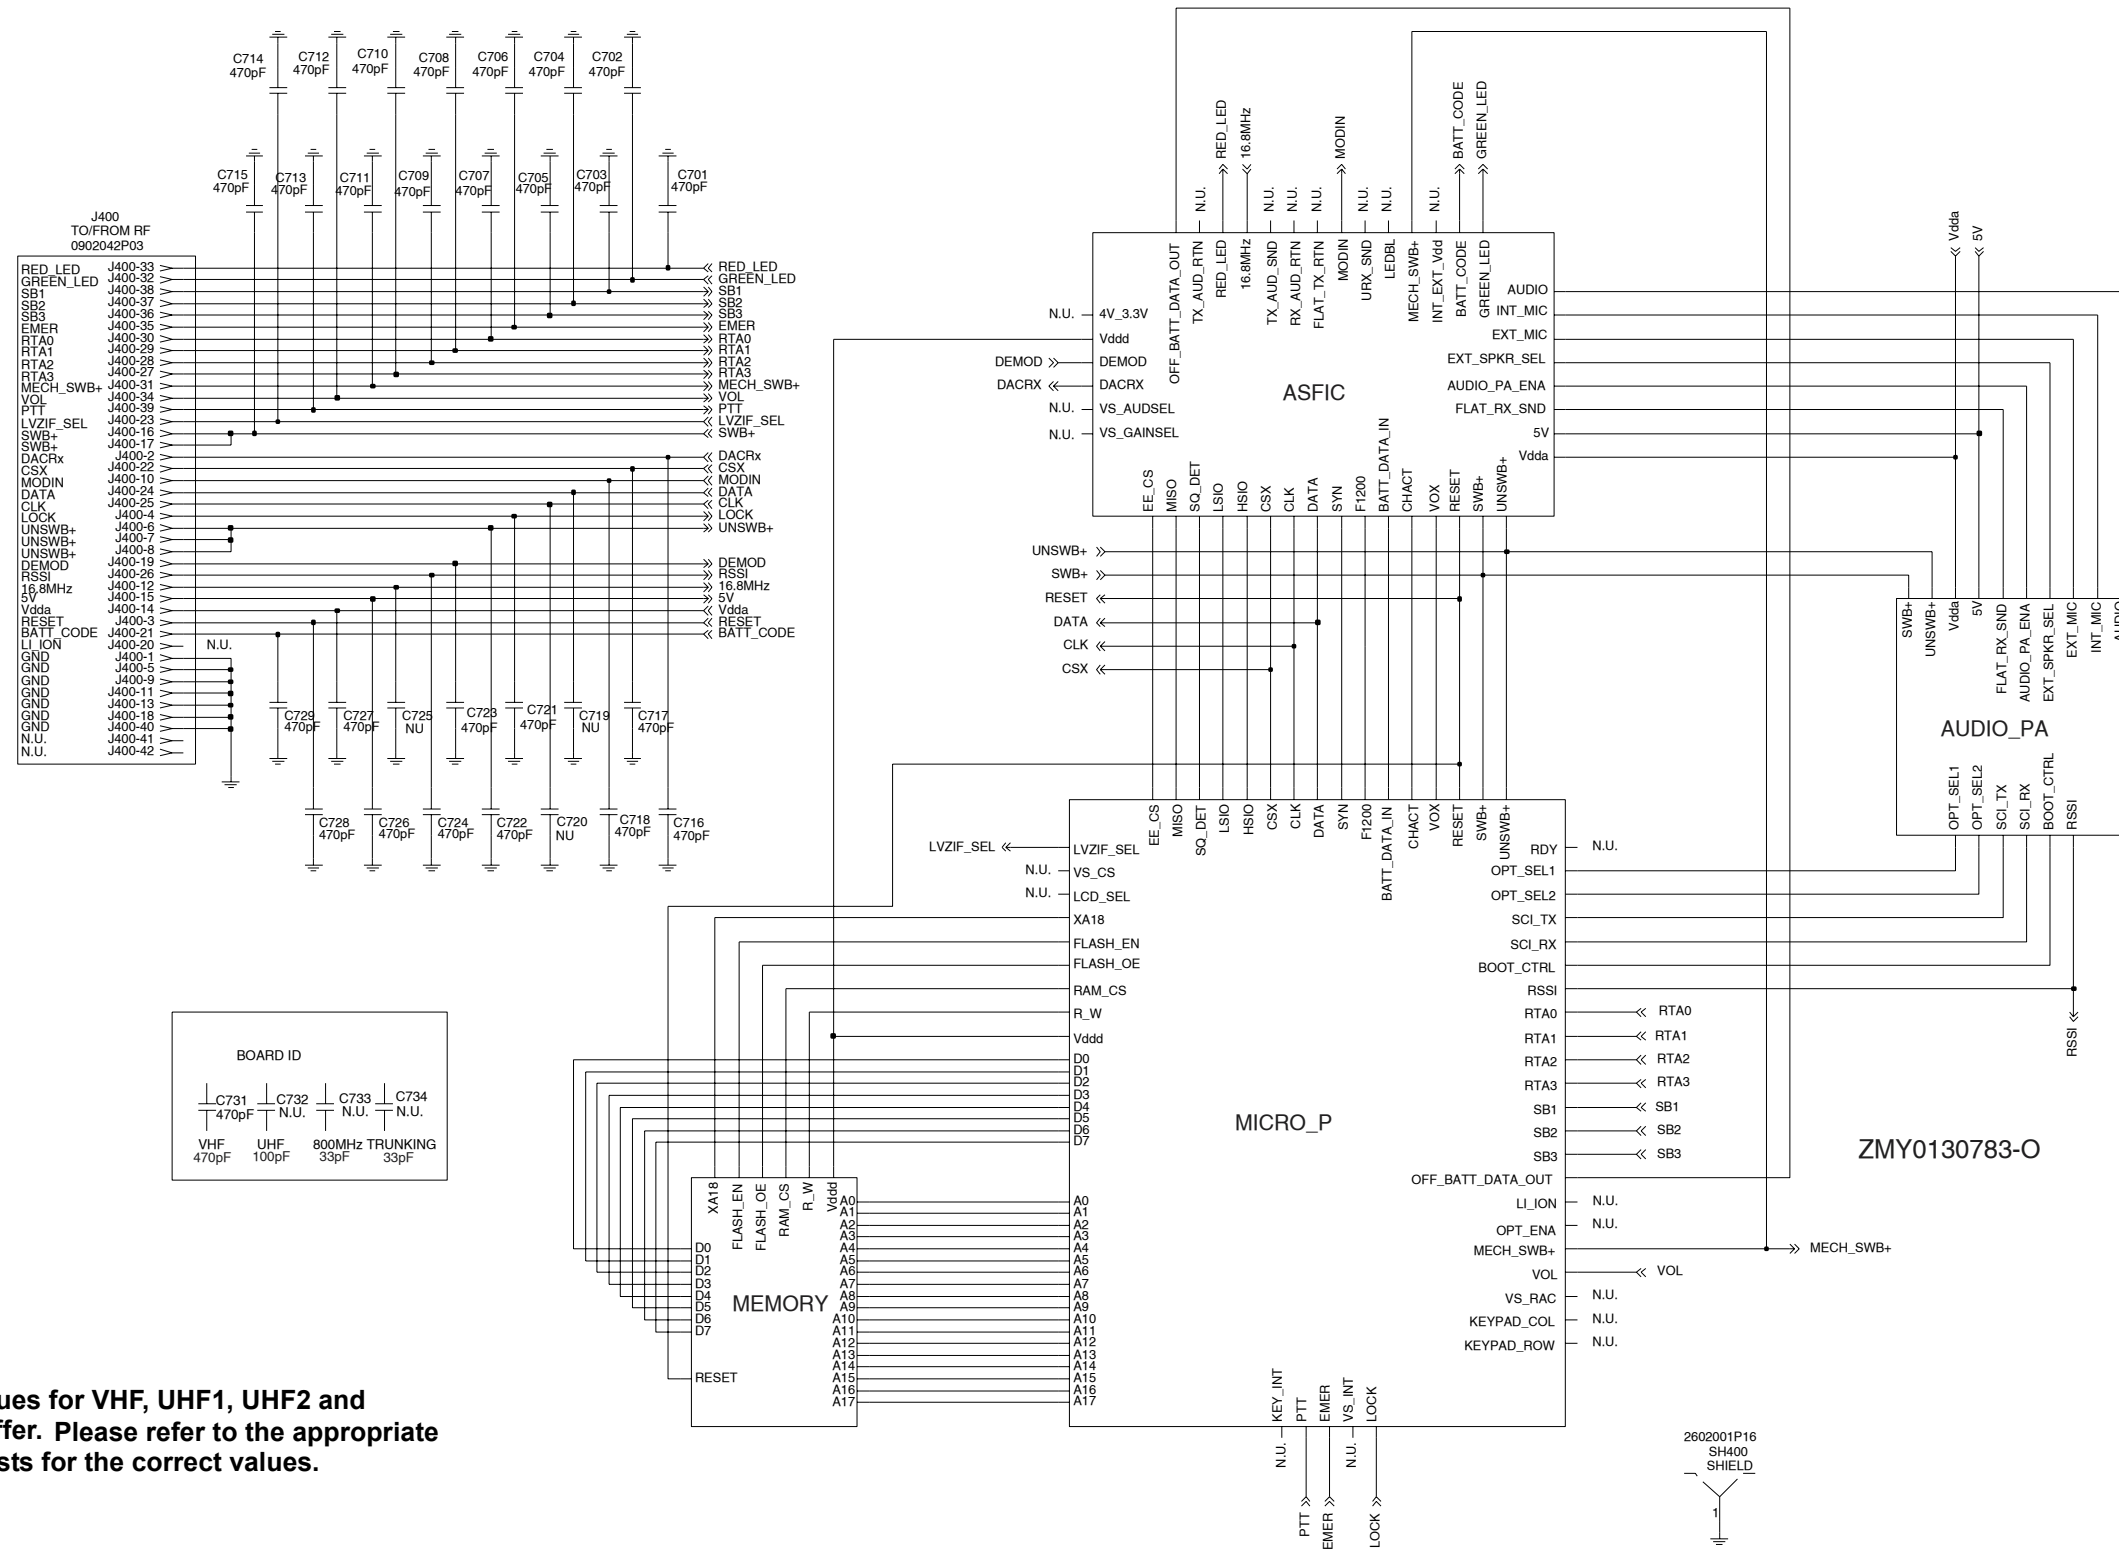 C714
470pF
C712
470pF
C710
470pF
C708
470pF
C706
470pF
C704
470pF
C702
470pF
C715
470pF
C713
470pF
C711
470pF
C709
470pF
C707
470pF
C705
470pF
C703
470pF
C701
470pF
J400
TO/FROM RF
0902042P03
RED_LED J400-33 RED_LED
GREEN_LED J400-32 GREEN_LED
SB1 J400-38 SB1
SB2 J400-37 SB2
SB3 J400-36 SB3
EMER J400-35 EMER
RTA0 J400-30 RTA0
RTA1 J400-29 RTA1
RTA2 J400-28 RTA2
RTA3 J400-27 RTA3
MECH_SWB+ J400-31 MECH_SWB+
VOL J400-34 VOL
PTT J400-39 PTT
LVZIF_SEL J400-23 LVZIF_SEL
SWB+ J400-16 SWB+
SWB+ J400-17
DACRx J400-2 DACRx
CSX J400-22 CSX
MODIN J400-10 MODIN
DATA J400-24 DATA
CLK J400-25 CLK
LOCK J400-4 LOCK
UNSWB+ J400-6 UNSWB+
UNSWB+ J400-7
UNSWB+ J400-8
DEMOD J400-19 DEMOD
RSSI J400-26 RSSI
16.8MHz J400-12 16.8MHz
5V J400-15 5V
Vdda J400-14 Vdda
RESET J400-3 RESET
BATT_CODE J400-21 BATT_CODE
LI_ION J400-20 N.U.
GND J400-1
GND J400-5
GND J400-9
GND J400-11
GND J400-13
GND J400-18
GND J400-40
N.U. J400-41
N.U. J400-42
C729
470pF
C727
470pF
C725
NU
C723
470pF
C721
470pF
C719
NU
C717
470pF
C728
470pF
C726
470pF
C724
470pF
C722
470pF
C720
NU
C718
470pF
C716
470pF
BOARD ID
C731
470pF
C732
N.U.
C733
N.U.
C734
N.U.
VHF
470pF
UHF
100pF
800MHz
33pF
TRUNKING
33pF
ues for VHF, UHF1, UHF2 and
ffer. Please refer to the appropriate
sts for the correct values.
N.U.
RED_LED
16.8MHz
N.U.
N.U.
N.U.
MODIN
N.U.
N.U.
N.U.
BATT_CODE
GREEN_LED
OFF_BATT_DATA_OUT
TX_AUD_RTN
RED_LED
16.8MHz
TX_AUD_SND
RX_AUD_RTN
FLAT_TX_RTN
MODIN
URX_SND
LEDBL
MECH_SWB+
INT_EXT_Vdd
BATT_CODE
GREEN_LED
N.U. 4V_3.3V
Vddd
DEMOD DEMOD
DACRX DACRX
N.U. VS_AUDSEL
N.U. VS_GAINSEL
ASFIC
AUDIO
INT_MIC
EXT_MIC
EXT_SPKR_SEL
AUDIO_PA_ENA
FLAT_RX_SND
5V
Vdda
EE_CS
MISO
SQ_DET
LSIO
HSIO
CSX
CLK
DATA
SYN
F1200
BATT_DATA_IN
CHACT
VOX
RESET
SWB+
UNSWB+
UNSWB+
SWB+
RESET
DATA
CLK
CSX
Vdda
5V
SWB+
UNSWB+
Vdda
5V
FLAT_RX_SND
AUDIO_PA_ENA
EXT_SPKR_SEL
EXT_MIC
INT_MIC
AUDIO
AUDIO_PA
OPT_SEL1
OPT_SEL2
SCI_TX
SCI_RX
BOOT_CTRL
RSSI
EE_CS
MISO
SQ_DET
LSIO
HSIO
CSX
CLK
DATA
SYN
F1200
BATT_DATA_IN
CHACT
VOX
RESET
SWB+
UNSWB+
LVZIF_SEL LVZIF_SEL
N.U. VS_CS
N.U. LCD_SEL
XA18
FLASH_EN
FLASH_OE
RAM_CS
R_W
Vddd
D0
D1
D2
D3
D4
D5
D6
D7
MICRO_P
RDY N.U.
OPT_SEL1
OPT_SEL2
SCI_TX
SCI_RX
BOOT_CTRL
RSSI
RTA0 RTA0
RTA1 RTA1
RTA2 RTA2
RTA3 RTA3
SB1 SB1
SB2 SB2
SB3 SB3
OFF_BATT_DATA_OUT
LI_ION N.U.
OPT_ENA N.U.
MECH_SWB+ MECH_SWB+
VOL VOL
VS_RAC N.U.
KEYPAD_COL N.U.
KEYPAD_ROW N.U.
RSSI
ZMY0130783-O
XA18
FLASH_EN
FLASH_OE
RAM_CS
R_W
Vddd
D0
D1
D2
D3
D4
D5
D6
D7
RESET
MEMORY
A0 A0
A1 A1
A2 A2
A3 A3
A4 A4
A5 A5
A6 A6
A7 A7
A8 A8
A9 A9
A10 A10
A11 A11
A12 A12
A13 A13
A14 A14
A15 A15
A16 A16
A17 A17
KEY_INT
PTT
EMER
VS_INT
LOCK
N.U.
PTT
EMER
N.U.
LOCK
2602001P16
SH400
SHIELD
1